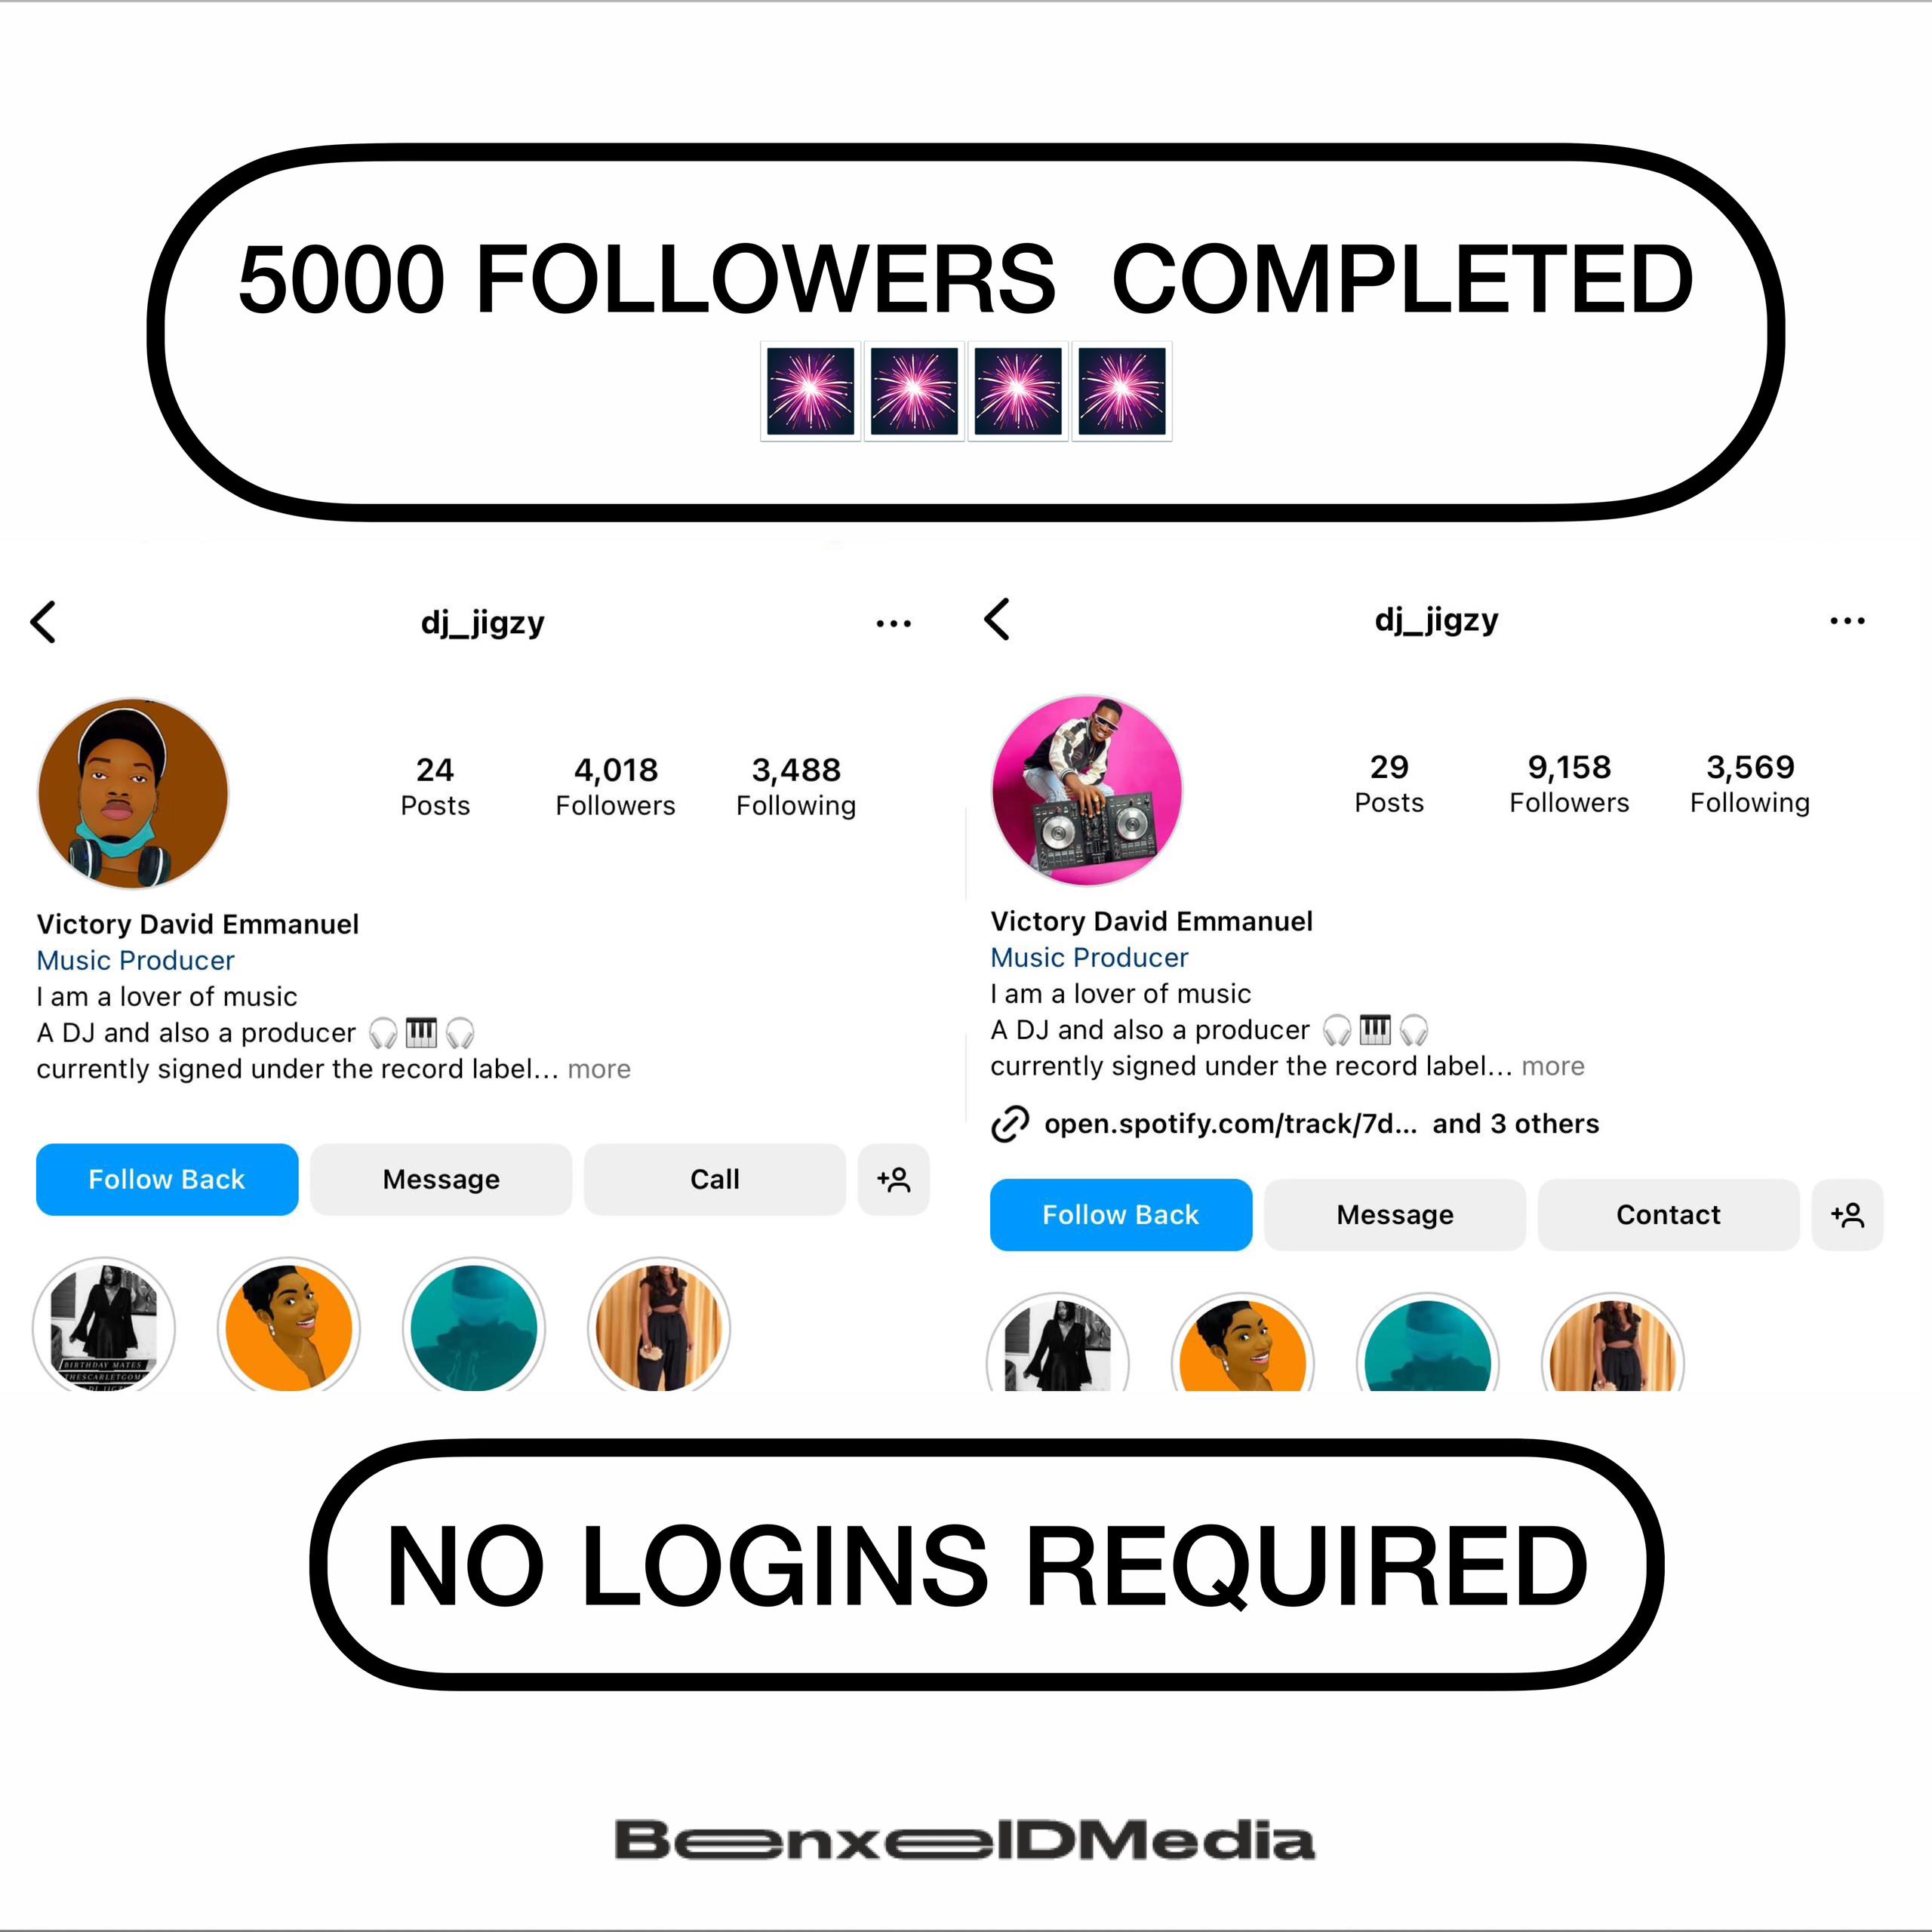 5000 FOLLOWERS COMPLETED
dj_jigzy
24 4,018 3,488
Posts Followers Following
Victory David Emmanuel
Music Producer
I am a lover of music
A DJ and also a producer 🎧🎹🎧
currently signed under the record label... more
Follow Back Message Call
BIRTHDAY MATES
dj_jigzy
29 9,158 3,569
Posts Followers Following
Victory David Emmanuel
Music Producer
I am a lover of music
A DJ and also a producer 🎧🎹🎧
currently signed under the record label... more
open.spotify.com/track/7d... and 3 others
Follow Back Message Contact
NO LOGINS REQUIRED
BenxelDMedia